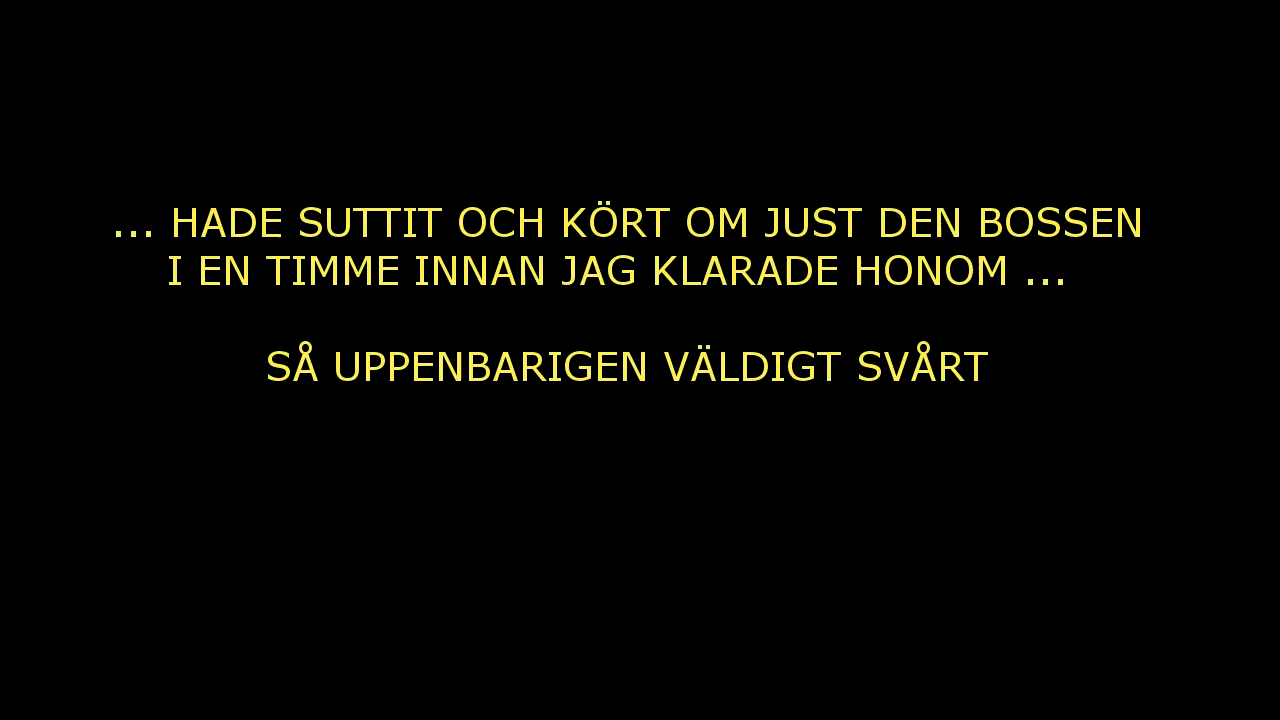 ... HADE SUTTIT OCH KÖRT OM JUST DEN BOSSEN
I EN TIMME INNAN JAG KLARADE HONOM ...
SÅ UPPENBARIGEN VÄLDIGT SVÅRT